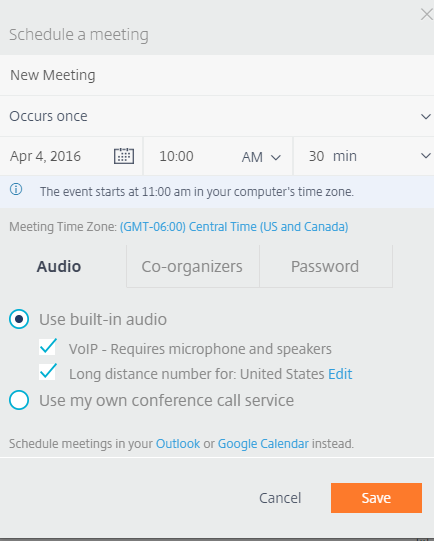 Schedule a meeting
New Meeting
Occurs once
Apr 4, 2016 10:00 AM 30 min
The event starts at 11:00 am in your computer's time zone.
Meeting Time Zone: (GMT-06:00) Central Time (US and Canada)
Audio Co-organizers Password
Use built-in audio
VoIP - Requires microphone and speakers
Long distance number for: United States Edit
Use my own conference call service
Schedule meetings in your Outlook or Google Calendar instead.
Cancel Save